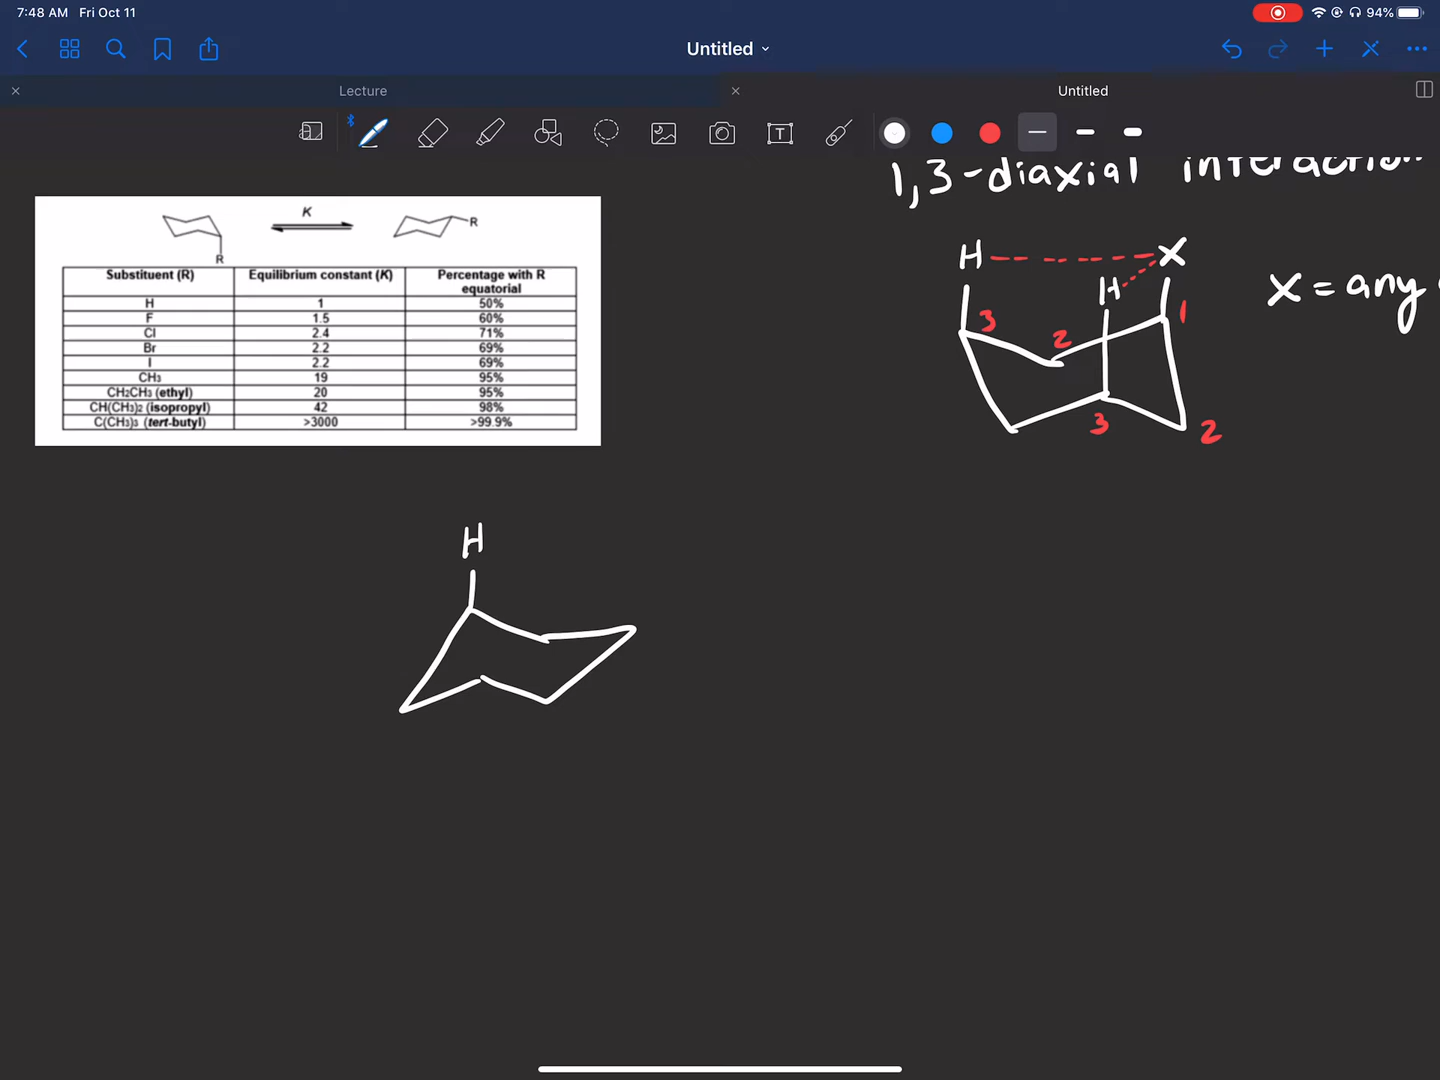 7:48 AM Fri Oct 11
94%
Untitled
Lecture
Untitled
T
1,3-diaxial interaction
K
R
R
Substituent (R) Equilibrium constant (K) Percentage with R equatorial
H 1 50%
F 1.5 60%
Cl 2.4 71%
Br 2.2 69%
I 2.2 69%
CH₃ 19 95%
CH₂CH₃ (ethyl) 20 95%
CH(CH₃)₂ (isopropyl) 42 98%
C(CH₃)₃ (tert-butyl) >3000 >99.9%
H X
H
X = any
3 1
2
3 2
H